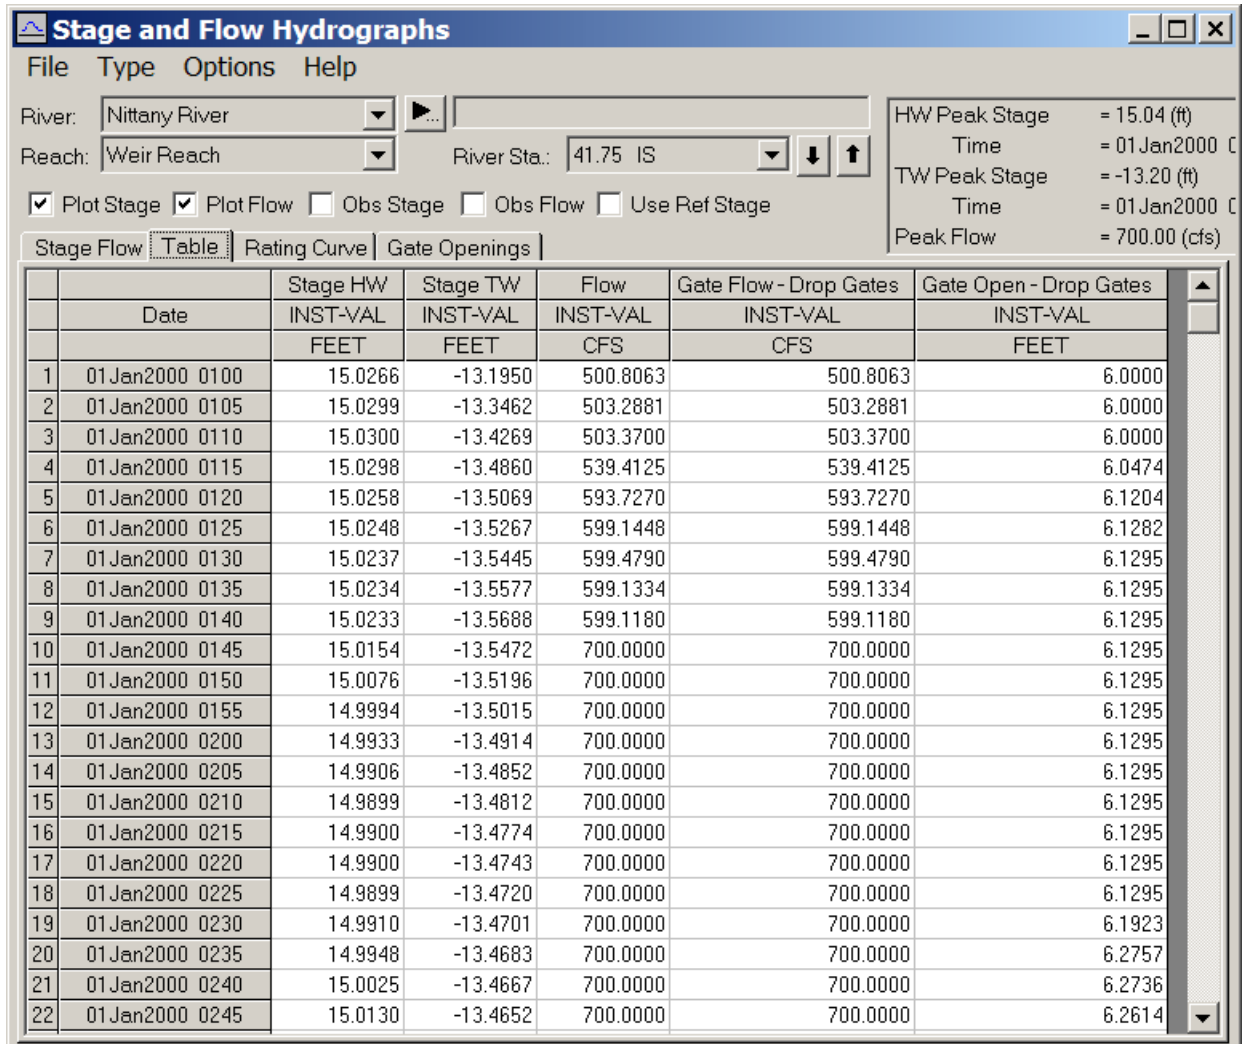 Stage and Flow Hydrographs
File Type Options Help
River: Nittany River
Reach: Weir Reach River Sta.: 41.75 IS
HW Peak Stage = 15.04 (ft)
Time = 01Jan2000
TW Peak Stage = -13.20 (ft)
Time = 01Jan2000
Peak Flow = 700.00 (cfs)
Plot Stage Plot Flow Obs Stage Obs Flow Use Ref Stage
Stage Flow Table Rating Curve Gate Openings
Stage HW Stage TW Flow Gate Flow - Drop Gates Gate Open - Drop Gates
Date INST-VAL INST-VAL INST-VAL INST-VAL INST-VAL
FEET FEET CFS CFS FEET
1 01Jan2000 0100 15.0266 -13.1950 500.8063 500.8063 6.0000
2 01Jan2000 0105 15.0299 -13.3462 503.2881 503.2881 6.0000
3 01Jan2000 0110 15.0300 -13.4269 503.3700 503.3700 6.0000
4 01Jan2000 0115 15.0298 -13.4860 539.4125 539.4125 6.0474
5 01Jan2000 0120 15.0258 -13.5069 593.7270 593.7270 6.1204
6 01Jan2000 0125 15.0248 -13.5267 599.1448 599.1448 6.1282
7 01Jan2000 0130 15.0237 -13.5445 599.4790 599.4790 6.1295
8 01Jan2000 0135 15.0234 -13.5577 599.1334 599.1334 6.1295
9 01Jan2000 0140 15.0233 -13.5688 599.1180 599.1180 6.1295
10 01Jan2000 0145 15.0154 -13.5472 700.0000 700.0000 6.1295
11 01Jan2000 0150 15.0076 -13.5196 700.0000 700.0000 6.1295
12 01Jan2000 0155 14.9994 -13.5015 700.0000 700.0000 6.1295
13 01Jan2000 0200 14.9933 -13.4914 700.0000 700.0000 6.1295
14 01Jan2000 0205 14.9906 -13.4852 700.0000 700.0000 6.1295
15 01Jan2000 0210 14.9899 -13.4812 700.0000 700.0000 6.1295
16 01Jan2000 0215 14.9900 -13.4774 700.0000 700.0000 6.1295
17 01Jan2000 0220 14.9900 -13.4743 700.0000 700.0000 6.1295
18 01Jan2000 0225 14.9899 -13.4720 700.0000 700.0000 6.1295
19 01Jan2000 0230 14.9910 -13.4701 700.0000 700.0000 6.1923
20 01Jan2000 0235 14.9948 -13.4683 700.0000 700.0000 6.2757
21 01Jan2000 0240 15.0025 -13.4667 700.0000 700.0000 6.2736
22 01Jan2000 0245 15.0130 -13.4652 700.0000 700.0000 6.2614